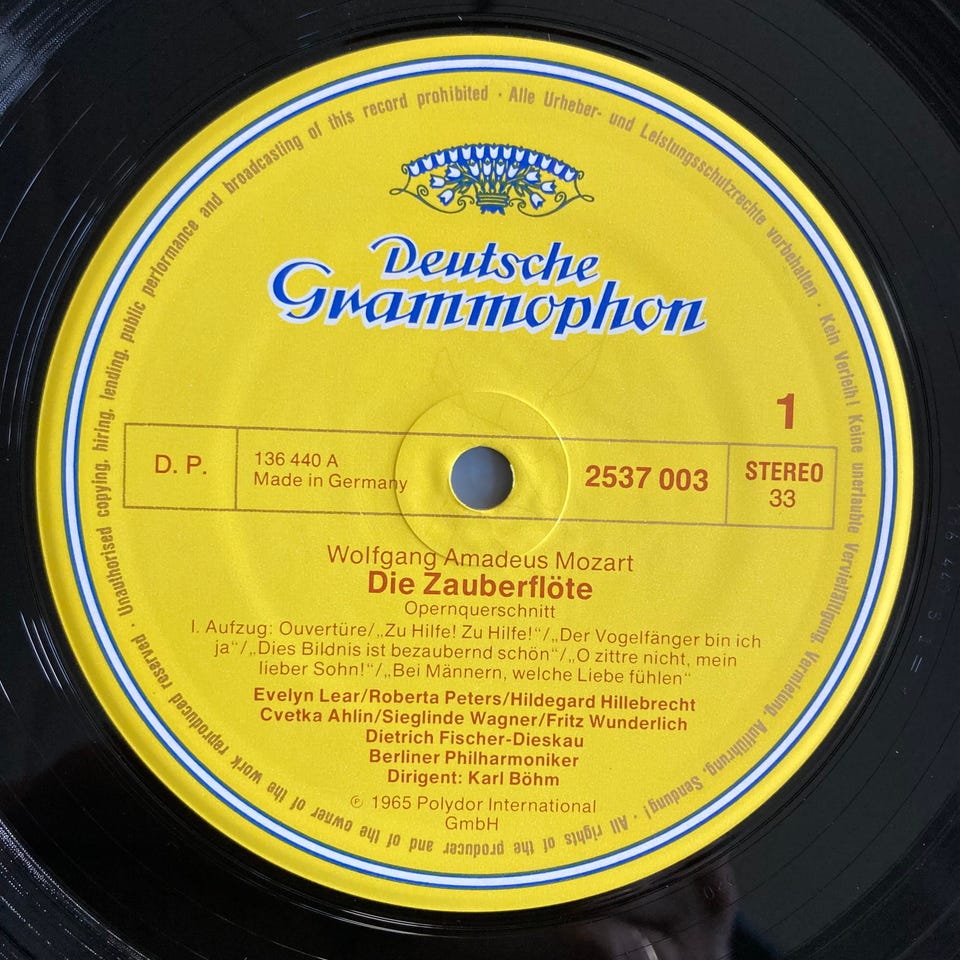 Deutsche
Grammophon
1
D. P.
136 440 A
Made in Germany
2537 003
STEREO
33
Wolfgang Amadeus Mozart
Die Zauberflöte
Opernquerschnitt
I. Aufzug: Ouvertüre/„Zu Hilfe! Zu Hilfe!“/„Der Vogelfänger bin ich
ja“/„Dies Bildnis ist bezaubernd schön“/„O zittre nicht, mein
lieber Sohn!“/„Bei Männern, welche Liebe fühlen“
Evelyn Lear/Roberta Peters/Hildegard Hillebrecht
Cvetka Ahlin/Sieglinde Wagner/Fritz Wunderlich
Dietrich Fischer-Dieskau
Berliner Philharmoniker
Dirigent: Karl Böhm
℗ 1965 Polydor International
GmbH
Alle Urheber- und Leistungsschutzrechte vorbehalten · Kein Verleih! Keine unerlaubte Vervielfältigung, Vermietung, Aufführung, Sendung! · All rights of the producer and of the owner of the work reproduced reserved · Unauthorised copying, hiring, lending, public performance and broadcasting of this record prohibited ·